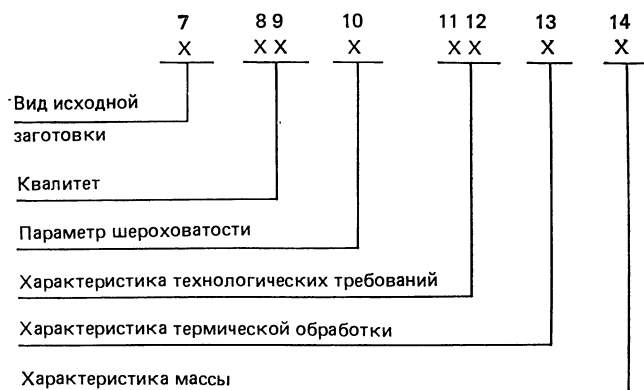 7 8 9 10 11 12 13 14
X X X X X X X X
Вид исходной
заготовки
Квалитет
Параметр шероховатости
Характеристика технологических требований
Характеристика термической обработки
Характеристика массы